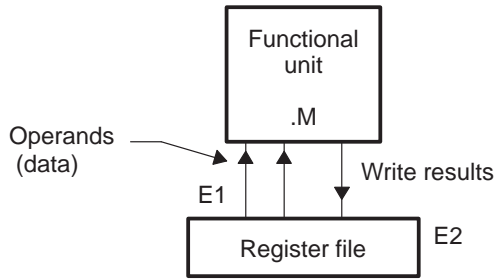 Functional
unit
.M
Operands
(data)
Write results
E1
E2
Register file